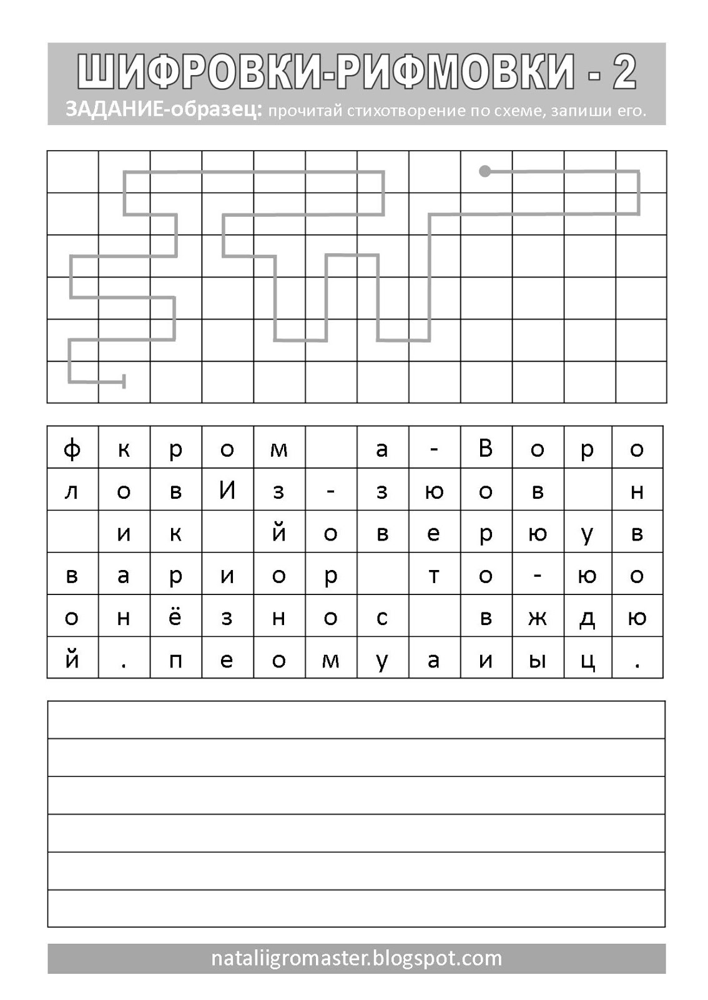 ШИФРОВКИ-РИФМОВКИ - 2
ЗАДАНИЕ-образец: прочитай стихотворение по схеме, запиши его.
ф к р о м а - В о р о
л о в И з - з ю о в н
и к й о в е р ю у в
в а р и о р т о - ю о
о н ё з н о с в ж д ю
й . п е о м у а и ы ц .
nataliigromaster.blogspot.com